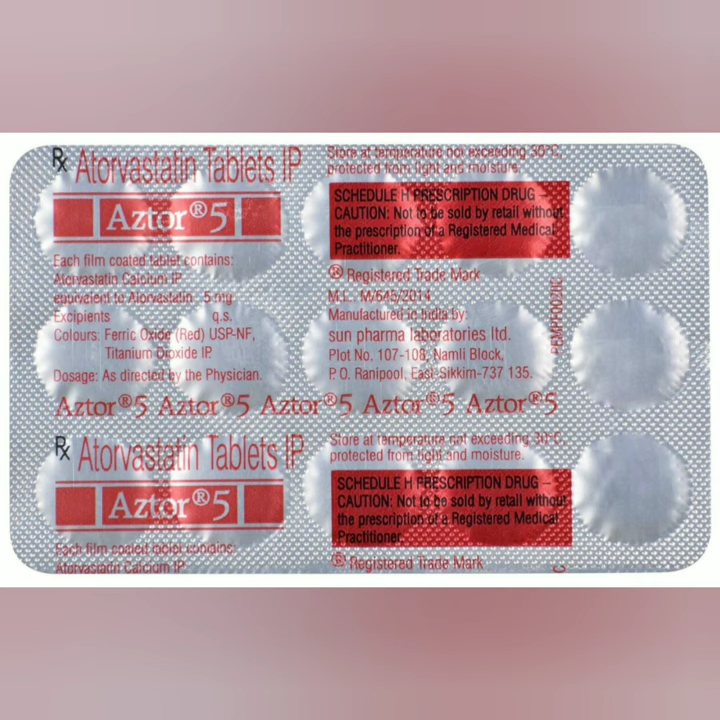 Rx Atorvastatin Tablets IP
Aztor®5
Each film coated tablet contains:
Atorvastatin Calcium IP
equivalent to Atorvastatin 5 mg
Excipients q.s.
Colours: Ferric Oxide (Red) USP-NF,
Titanium Dioxide IP
Dosage: As directed by the Physician.
Store at temperature not exceeding 30°C,
protected from light and moisture.
SCHEDULE H PRESCRIPTION DRUG –
CAUTION: Not to be sold by retail without
the prescription of a Registered Medical
Practitioner.
® Registered Trade Mark
M.L. M/645/2014
Manufactured in India by:
sun pharma laboratories ltd.
Plot No. 107-108, Namli Block,
P.O. Ranipool, East-Sikkim-737 135.
Aztor®5 Aztor®5 Aztor®5 Aztor®5 Aztor®5
Rx Atorvastatin Tablets IP
Aztor®5
Each film coated tablet contains:
Atorvastatin Calcium IP
Store at temperature not exceeding 30°C,
protected from light and moisture.
SCHEDULE H PRESCRIPTION DRUG –
CAUTION: Not to be sold by retail without
the prescription of a Registered Medical
Practitioner.
® Registered Trade Mark